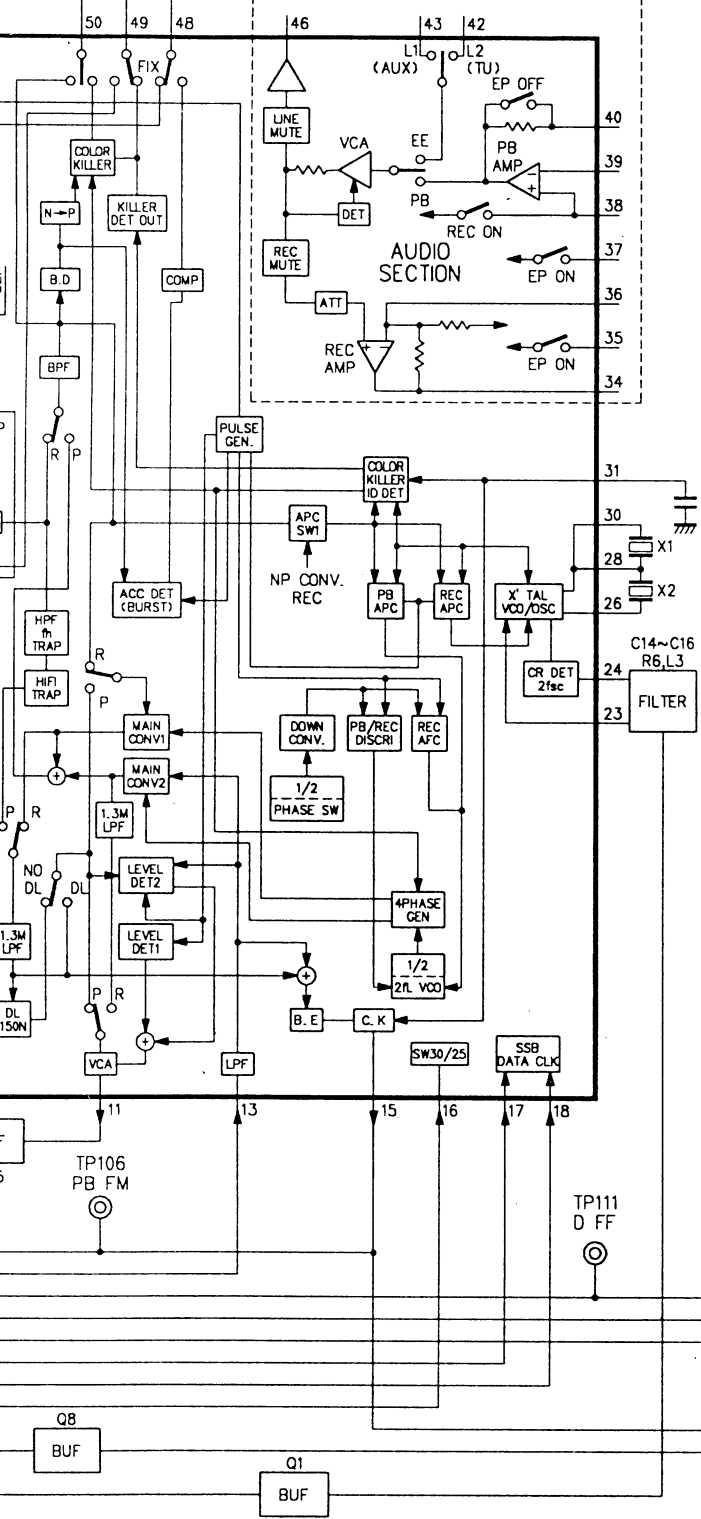 50 49 48 46 43 42
FIX
L1
(AUX)
L2
(TU)
EP OFF
LINE
MUTE
40
VCA
EE
PB
AMP
COLOR
KILLER
39
N→P
KILLER
DET OUT
DET
PB
38
REC ON
REC
MUTE
AUDIO
SECTION
37
EP ON
B.D
COMP
ATT
36
REC
AMP
35
EP ON
BPF
34
P
R P
PULSE
GEN.
COLOR
KILLER
ID DET
31
APC
SW1
30
X1
28
NP CONV.
REC
ACC DET
(BURST)
PB
APC
REC
APC
X'TAL
VCO/OSC
X2
26
HPF
fh
TRAP
C14~C16
R6,L3
R
CR DET
2fsc
24
HIFI
TRAP
FILTER
P
23
MAIN
CONV1
DOWN
CONV.
PB/REC
DISCRI
REC
AFC
+
MAIN
CONV2
1/2
PHASE SW
P R
1.3M
LPF
NO
DL
DL
LEVEL
DET2
4PHASE
GEN
1.3M
LPF
LEVEL
DET1
1/2
2fL VCO
+
P R
DL
150N
B.E
C.K
+
SW30/25
SSB
DATA CLK
VCA
LPF
11 13 15 16 17 18
TP106
PB FM
TP111
D FF
Q8
BUF
Q1
BUF